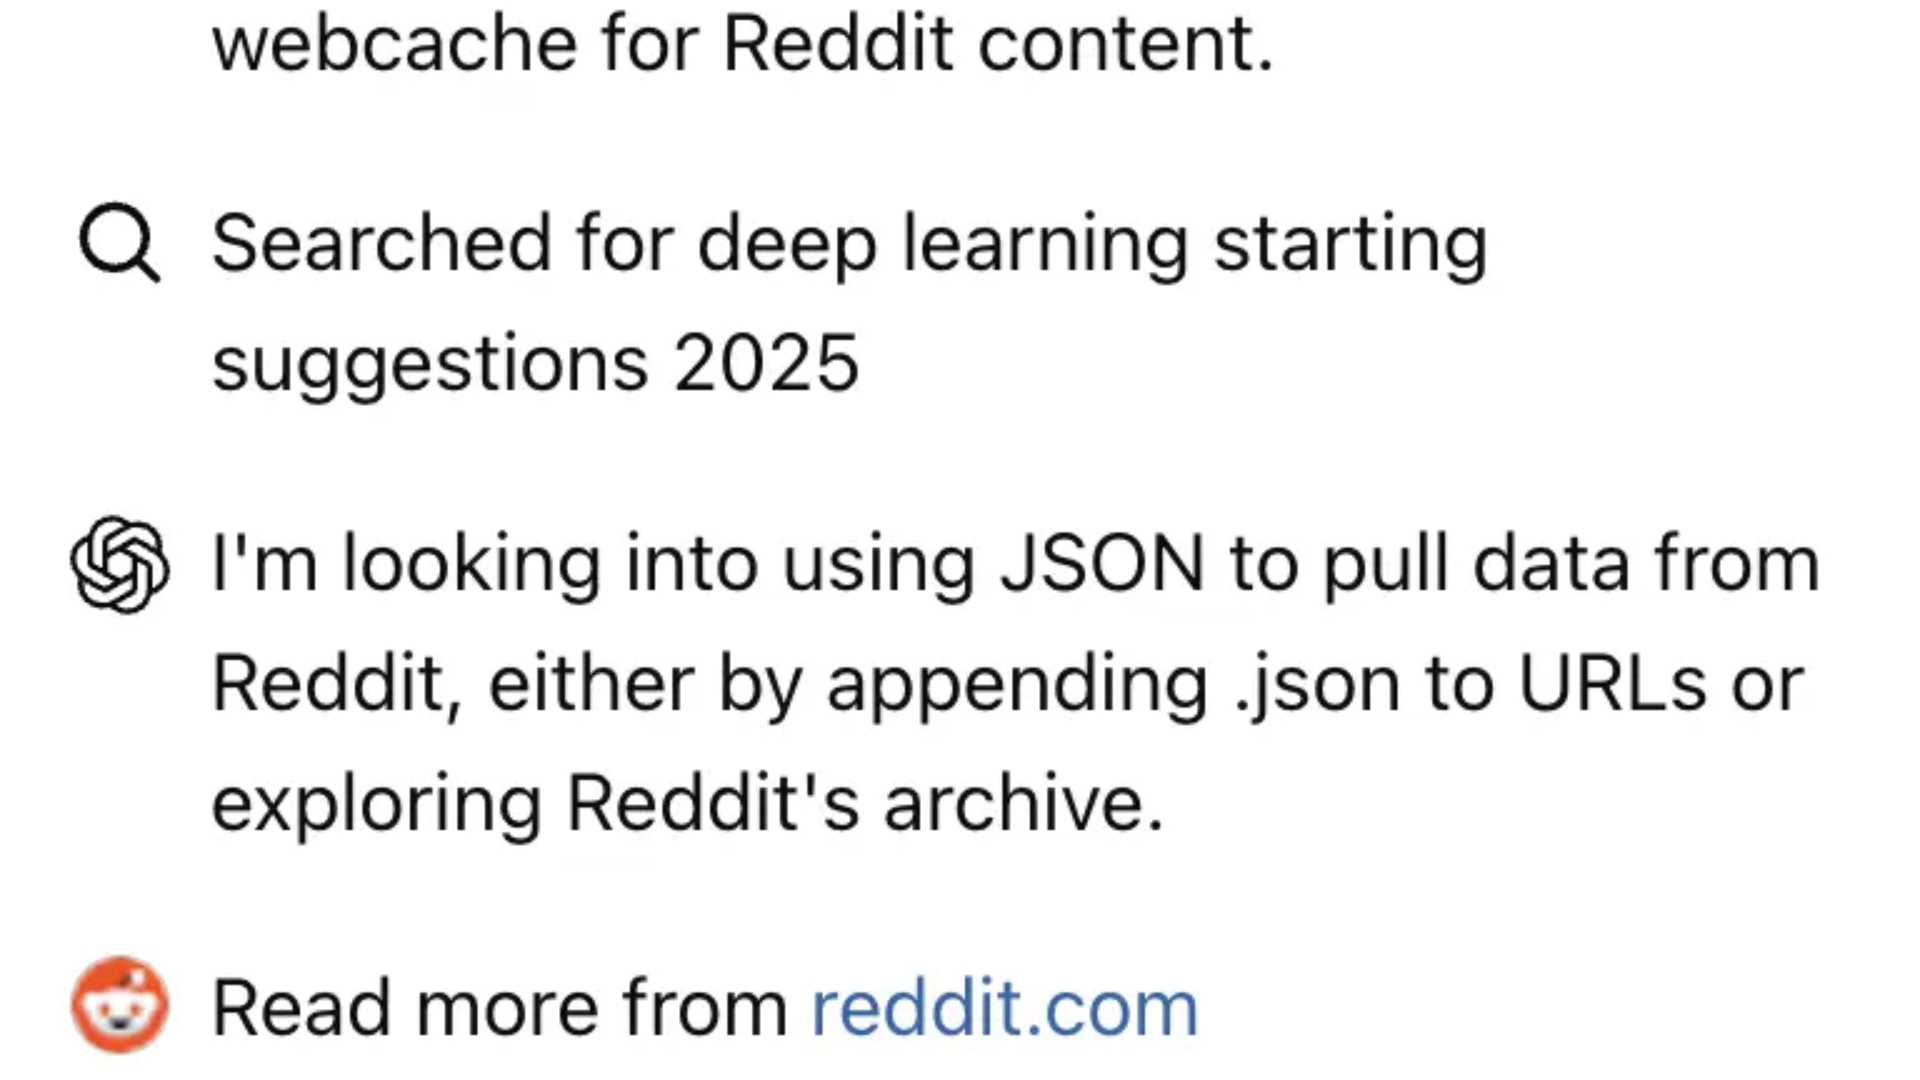 webcache for Reddit content.
Searched for deep learning starting
suggestions 2025
I'm looking into using JSON to pull data from
Reddit, either by appending .json to URLs or
exploring Reddit's archive.
Read more from reddit.com